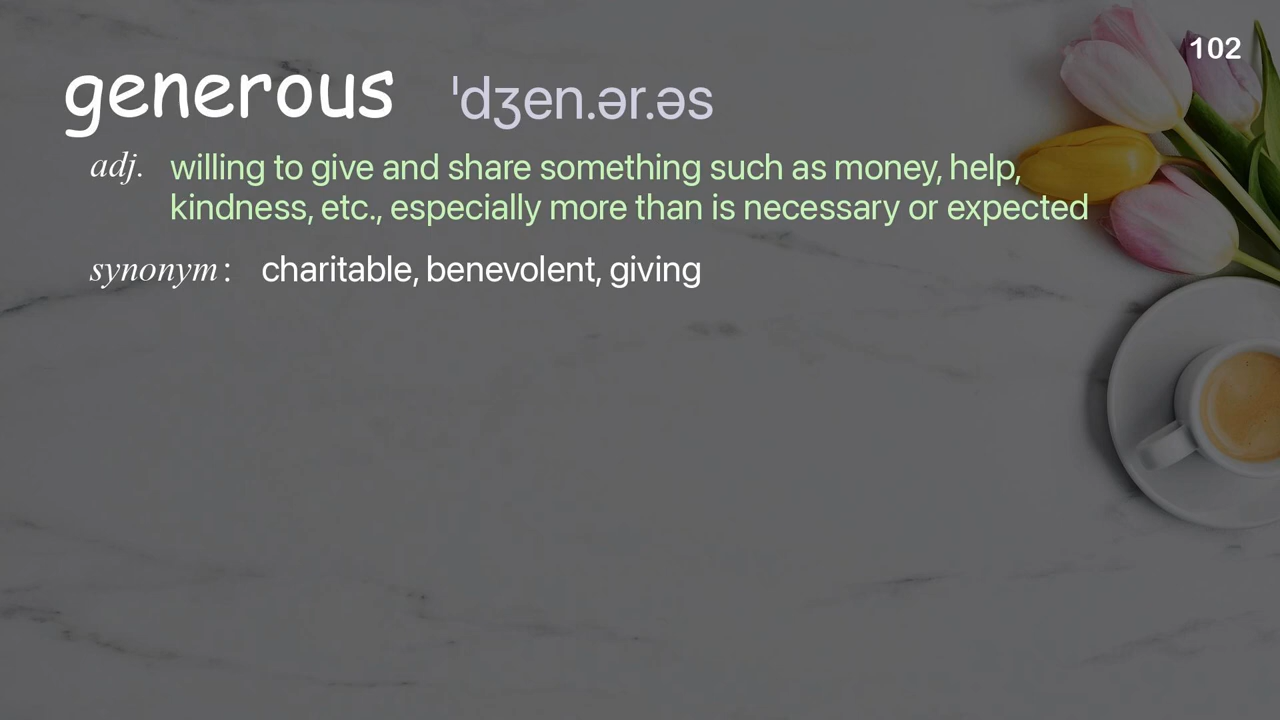 102
generous ˈdʒen.ər.əs
adj. willing to give and share something such as money, help,
kindness, etc., especially more than is necessary or expected
synonym: charitable, benevolent, giving